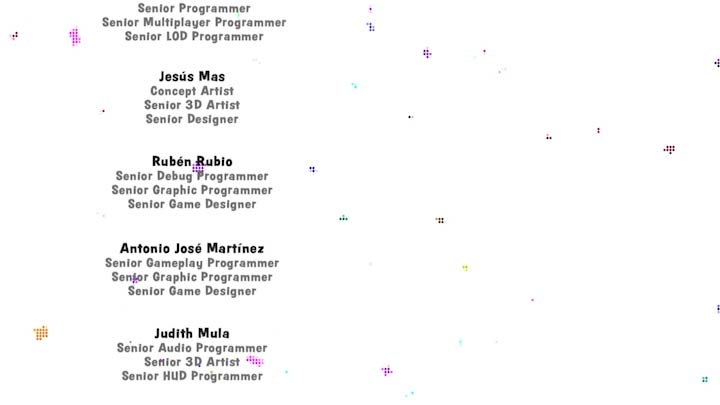 Senior Programmer
Senior Multiplayer Programmer
Senior LOD Programmer
Jesús Mas
Concept Artist
Senior 3D Artist
Senior Designer
Rubén Rubio
Senior Debug Programmer
Senior Graphic Programmer
Senior Game Designer
Antonio José Martínez
Senior Gameplay Programmer
Senior Graphic Programmer
Senior Game Designer
Judith Mula
Senior Audio Programmer
Senior 3D Artist
Senior HUD Programmer